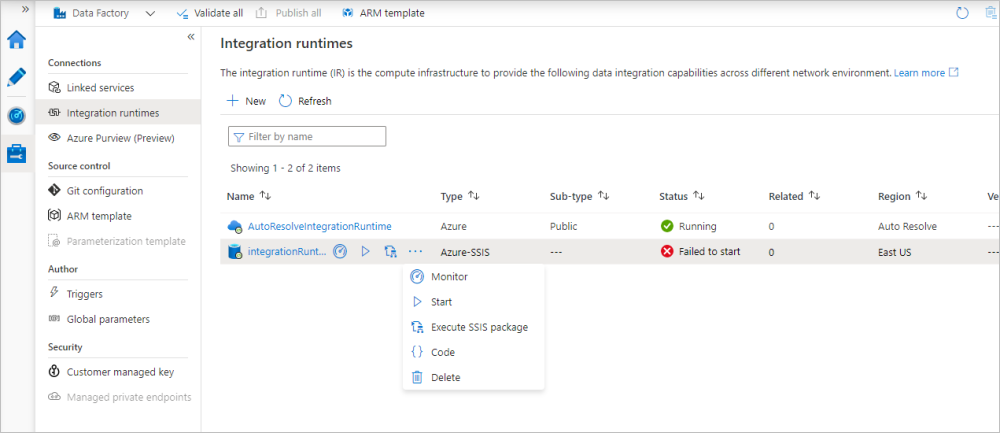 »
Data Factory
Validate all
Publish all
ARM template
«
Connections
Linked services
Integration runtimes
Azure Purview (Preview)
Source control
Git configuration
ARM template
Parameterization template
Author
Triggers
Global parameters
Security
Customer managed key
Managed private endpoints
Integration runtimes
The integration runtime (IR) is the compute infrastructure to provide the following data integration capabilities across different network environment. Learn more
New Refresh
Filter by name
Showing 1 - 2 of 2 items
Name Type Sub-type Status Related Region Ve
AutoResolveIntegrationRuntime Azure Public Running 0 Auto Resolve ---
integrationRunt... ··· Azure-SSIS --- Failed to start 0 East US ---
Monitor
Start
Execute SSIS package
{} Code
Delete